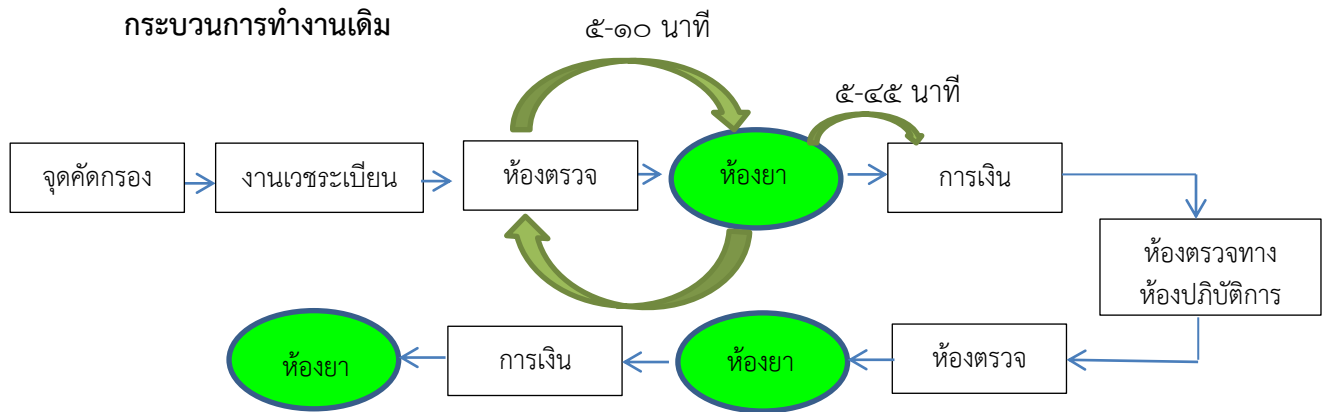 กระบวนการทำงานเดิม
๕-๑๐ นาที
๕-๔๕ นาที
จุดคัดกรอง
งานเวชระเบียน
ห้องตรวจ
ห้องยา
การเงิน
ห้องตรวจทาง
ห้องปฏิบัติการ
ห้องตรวจ
ห้องยา
การเงิน
ห้องยา